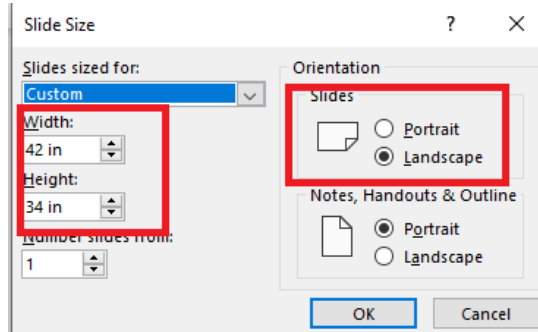 Slide Size ? ×
Slides sized for:
Custom
Width:
42 in
Height:
34 in
Number slides from:
1
Orientation
Slides
Portrait
Landscape
Notes, Handouts & Outline
Portrait
Landscape
OK
Cancel